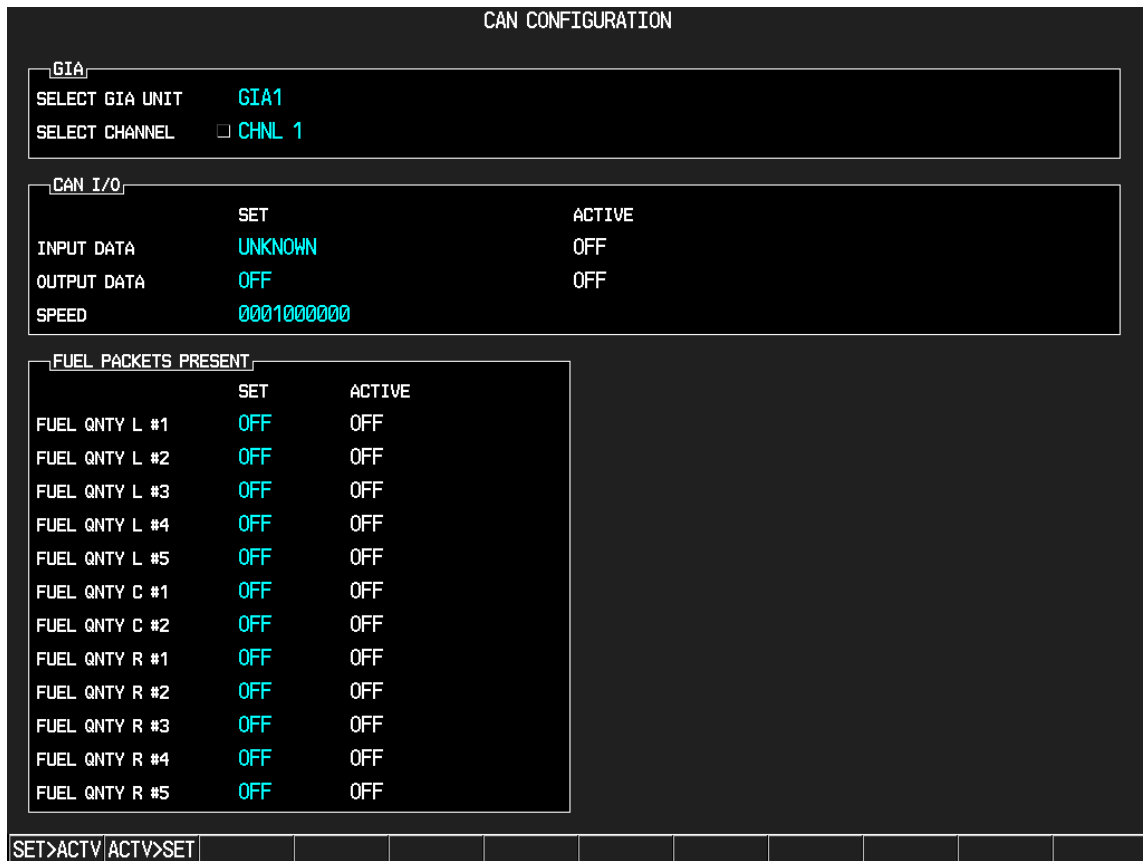 CAN CONFIGURATION
GIA
SELECT GIA UNIT GIA1
SELECT CHANNEL CHNL 1
CAN I/O
SET ACTIVE
INPUT DATA UNKNOWN OFF
OUTPUT DATA OFF OFF
SPEED 0001000000
FUEL PACKETS PRESENT
SET ACTIVE
FUEL QNTY L #1 OFF OFF
FUEL QNTY L #2 OFF OFF
FUEL QNTY L #3 OFF OFF
FUEL QNTY L #4 OFF OFF
FUEL QNTY L #5 OFF OFF
FUEL QNTY C #1 OFF OFF
FUEL QNTY C #2 OFF OFF
FUEL QNTY R #1 OFF OFF
FUEL QNTY R #2 OFF OFF
FUEL QNTY R #3 OFF OFF
FUEL QNTY R #4 OFF OFF
FUEL QNTY R #5 OFF OFF
SET>ACTV ACTV>SET